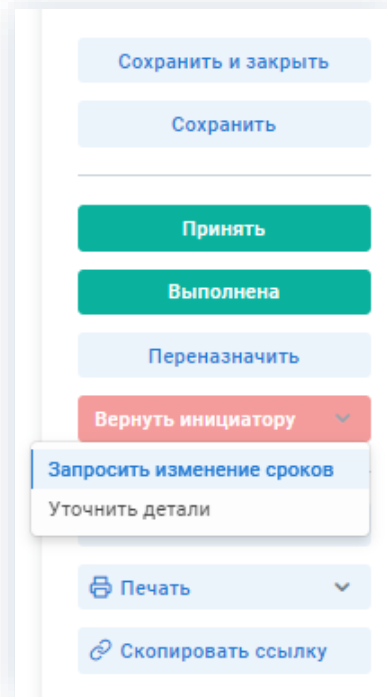 Сохранить и закрыть
Сохранить
Принять
Выполнена
Переназначить
Вернуть инициатору
Запросить изменение сроков
Уточнить детали
Печать
Скопировать ссылку